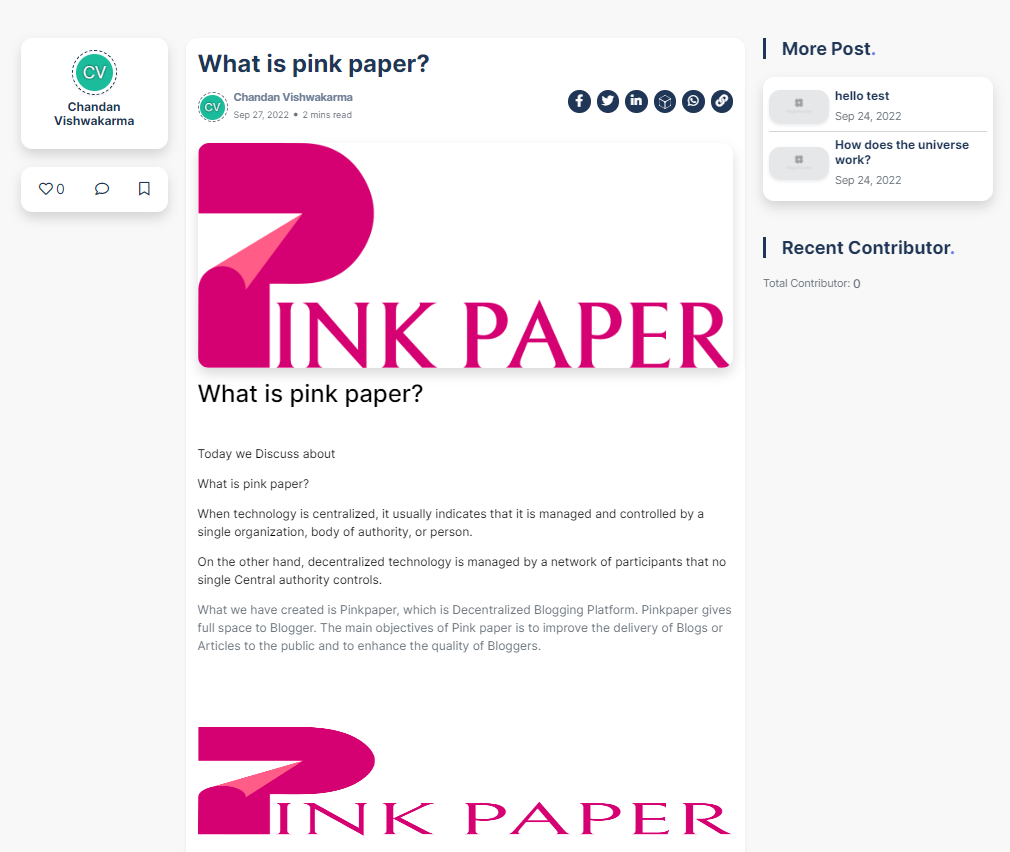 CV
Chandan
Vishwakarma
0
What is pink paper?
CV
Chandan Vishwakarma
Sep 27, 2022 • 2 mins read
PINK PAPER
What is pink paper?
Today we Discuss about
What is pink paper?
When technology is centralized, it usually indicates that it is managed and controlled by a
single organization, body of authority, or person.
On the other hand, decentralized technology is managed by a network of participants that no
single Central authority controls.
What we have created is Pinkpaper, which is Decentralized Blogging Platform. Pinkpaper gives
full space to Blogger. The main objectives of Pink paper is to improve the delivery of Blogs or
Articles to the public and to enhance the quality of Bloggers.
PINK PAPER
More Post.
hello test
Sep 24, 2022
How does the universe
work?
Sep 24, 2022
Recent Contributor.
Total Contributor: 0